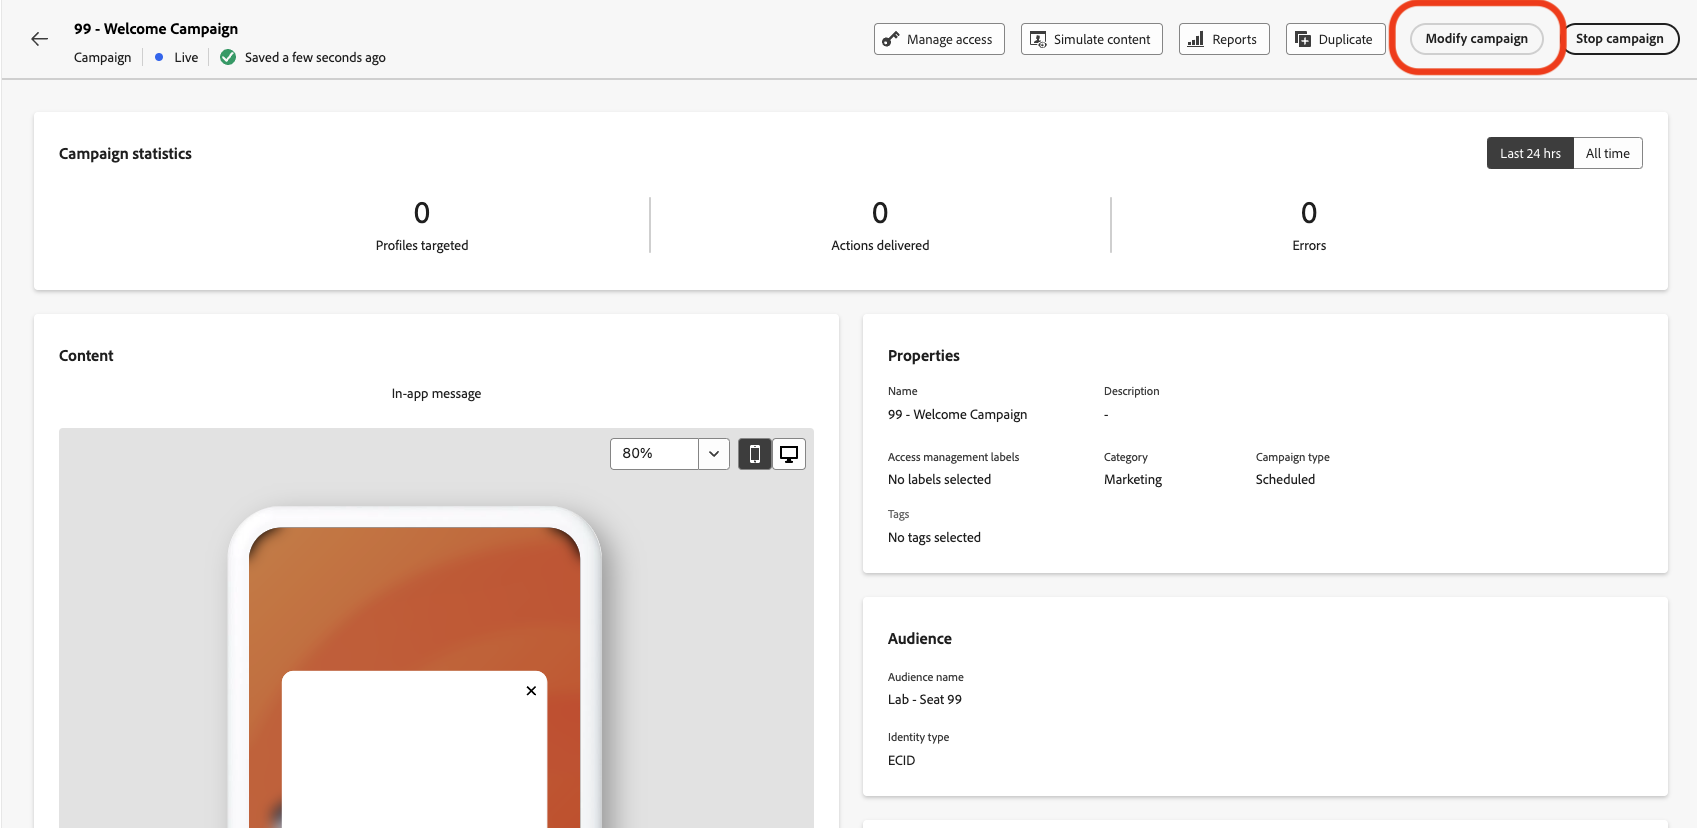 99 - Welcome Campaign
Campaign
Live
Saved a few seconds ago
Manage access
Simulate content
Reports
Duplicate
Modify campaign
Stop campaign
Campaign statistics
Last 24 hrs
All time
0
Profiles targeted
0
Actions delivered
0
Errors
Content
In-app message
80%
Properties
Name
99 - Welcome Campaign
Description
-
Access management labels
No labels selected
Category
Marketing
Campaign type
Scheduled
Tags
No tags selected
Audience
Audience name
Lab - Seat 99
Identity type
ECID